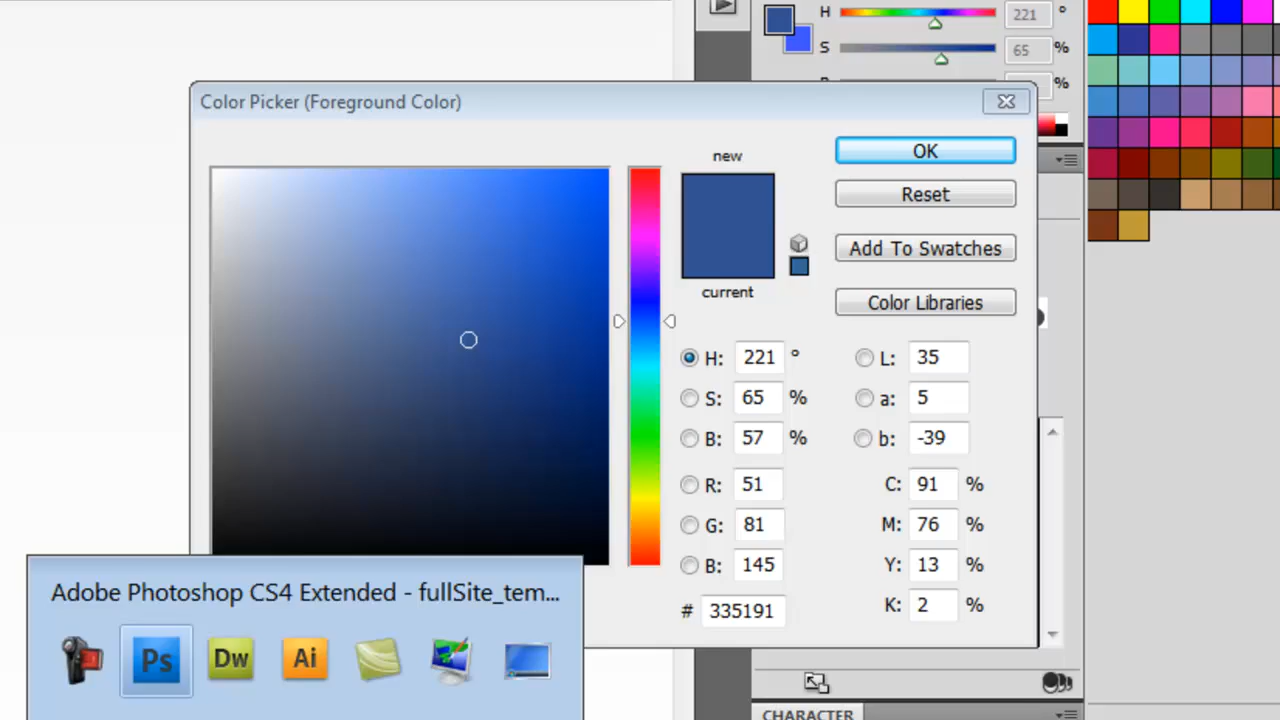 H 221 °
S 65 %
%
Color Picker (Foreground Color)
new
OK
Reset
Add To Swatches
current
Color Libraries
H: 221 ° L: 35
S: 65 % a: 5
B: 57 % b: -39
R: 51 C: 91 %
G: 81 M: 76 %
B: 145 Y: 13 %
# 335191 K: 2 %
Adobe Photoshop CS4 Extended - fullSite_tem...
Ps Dw Ai
CHARACTER